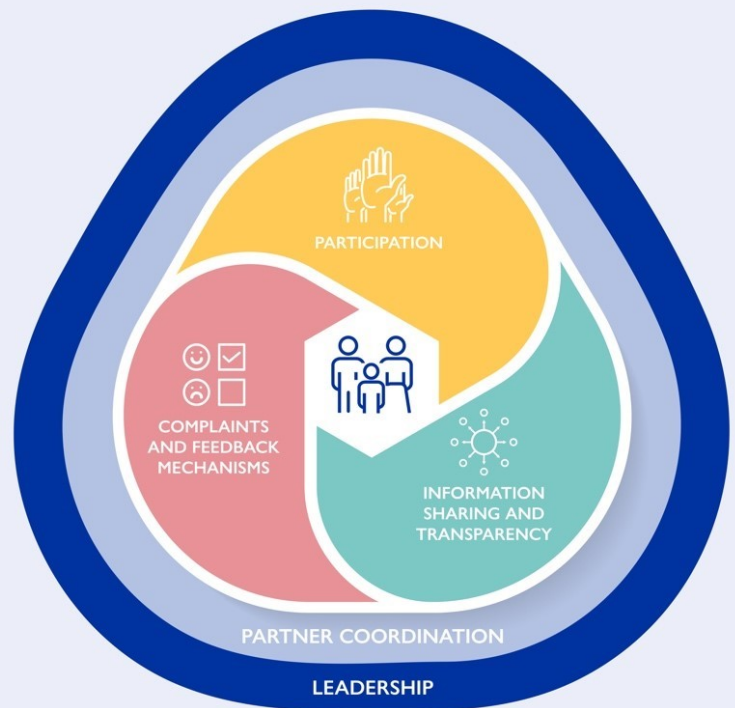 PARTICIPATION
COMPLAINTS
AND FEEDBACK
MECHANISMS
INFORMATION
SHARING AND
TRANSPARENCY
PARTNER COORDINATION
LEADERSHIP